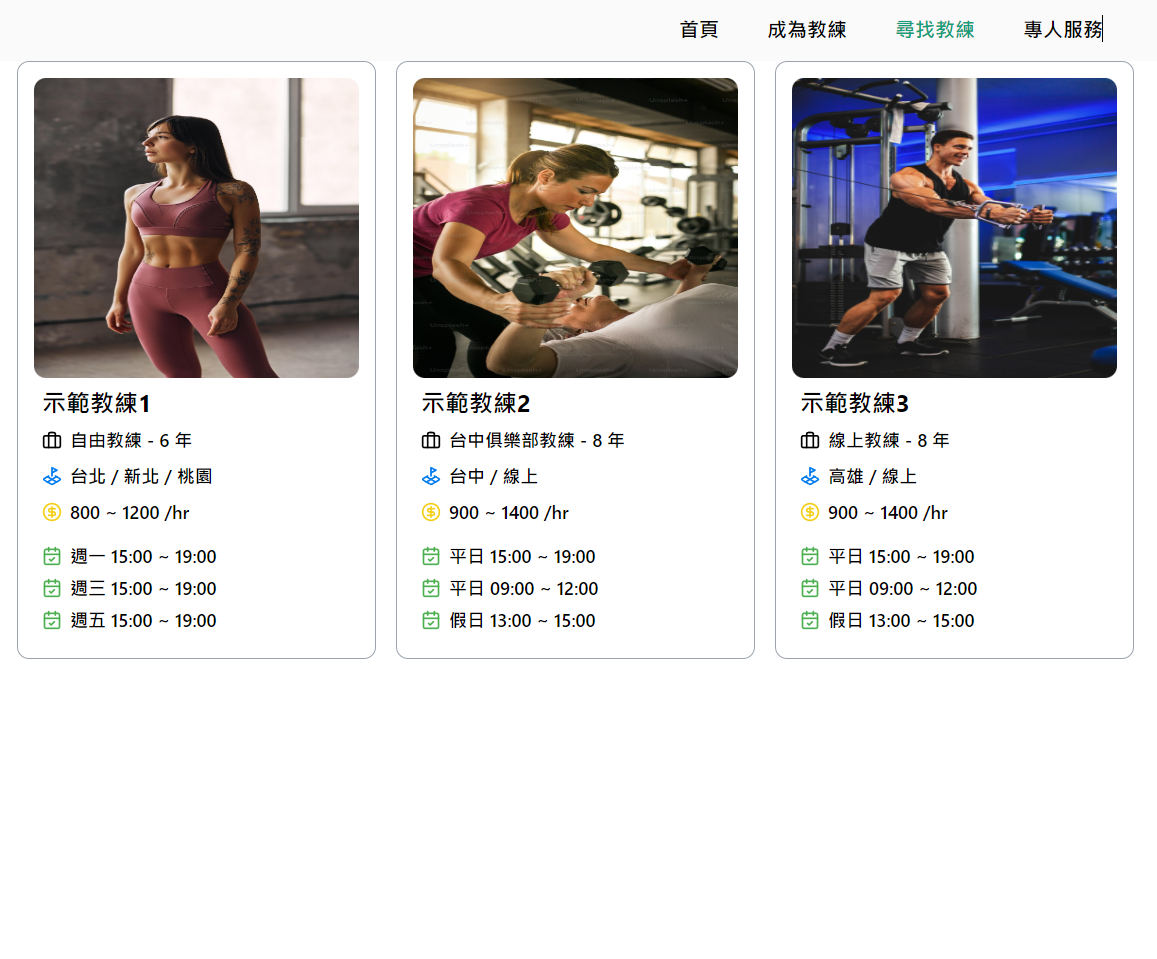 首頁 成為教練 尋找教練 專人服務
示範教練1
自由教練 - 6 年
台北 / 新北 / 桃園
800 ~ 1200 /hr
週一 15:00 ~ 19:00
週三 15:00 ~ 19:00
週五 15:00 ~ 19:00
示範教練2
台中俱樂部教練 - 8 年
台中 / 線上
900 ~ 1400 /hr
平日 15:00 ~ 19:00
平日 09:00 ~ 12:00
假日 13:00 ~ 15:00
示範教練3
線上教練 - 8 年
高雄 / 線上
900 ~ 1400 /hr
平日 15:00 ~ 19:00
平日 09:00 ~ 12:00
假日 13:00 ~ 15:00